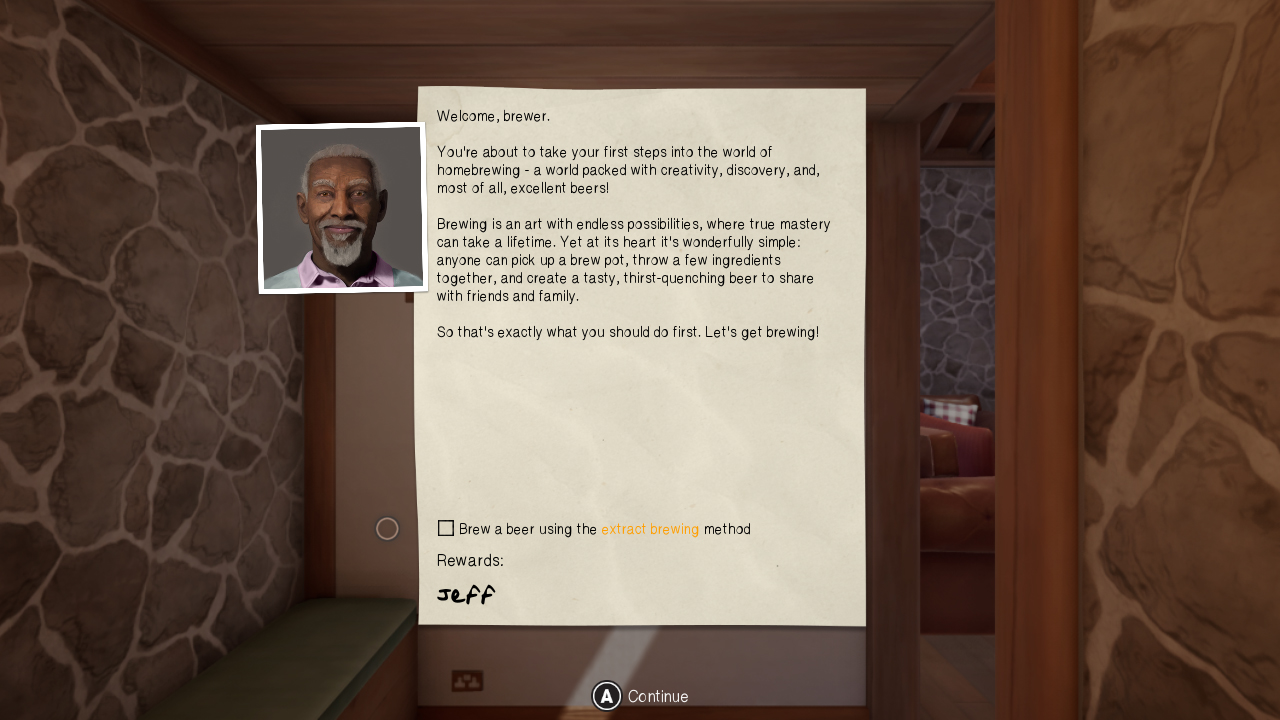 Welcome, brewer.
You're about to take your first steps into the world of
homebrewing - a world packed with creativity, discovery, and,
most of all, excellent beers!
Brewing is an art with endless possibilities, where true mastery
can take a lifetime. Yet at its heart it's wonderfully simple:
anyone can pick up a brew pot, throw a few ingredients
together, and create a tasty, thirst-quenching beer to share
with friends and family.
So that's exactly what you should do first. Let's get brewing!
Brew a beer using the extract brewing method
Rewards:
Jeff
A Continue